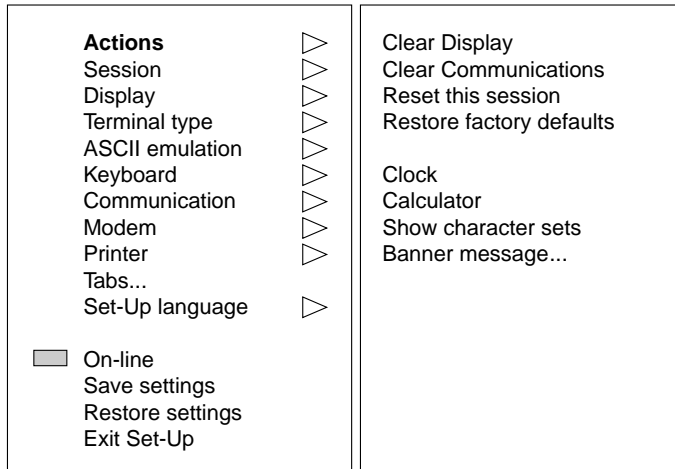 Actions
Session
Display
Terminal type
ASCII emulation
Keyboard
Communication
Modem
Printer
Tabs...
Set-Up language
On-line
Save settings
Restore settings
Exit Set-Up
Clear Display
Clear Communications
Reset this session
Restore factory defaults
Clock
Calculator
Show character sets
Banner message...